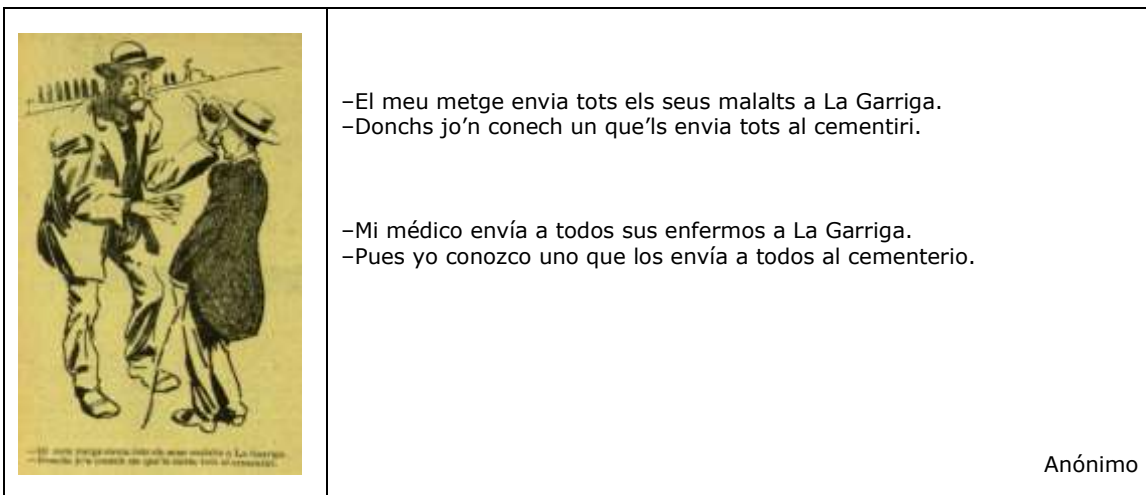 –El meu metge envia tots els seus malalts a La Garriga.
–Donchs jo’n conech un que’ls envia tots al cementiri.
–Mi médico envía a todos sus enfermos a La Garriga.
–Pues yo conozco uno que los envía a todos al cementerio.
Anónimo